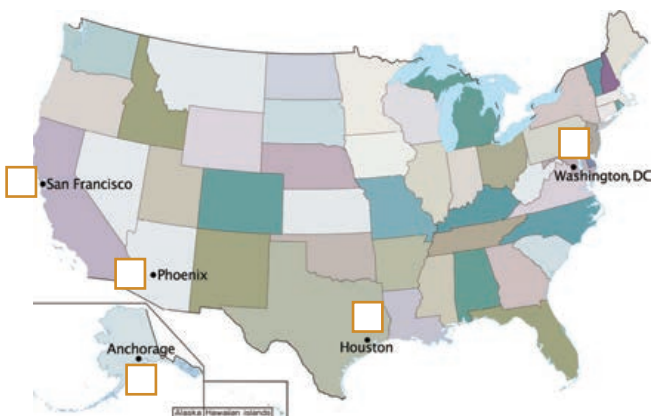 San Francisco
Washington, DC
Phoenix
Anchorage
Houston
Alaska
Hawaiian islands